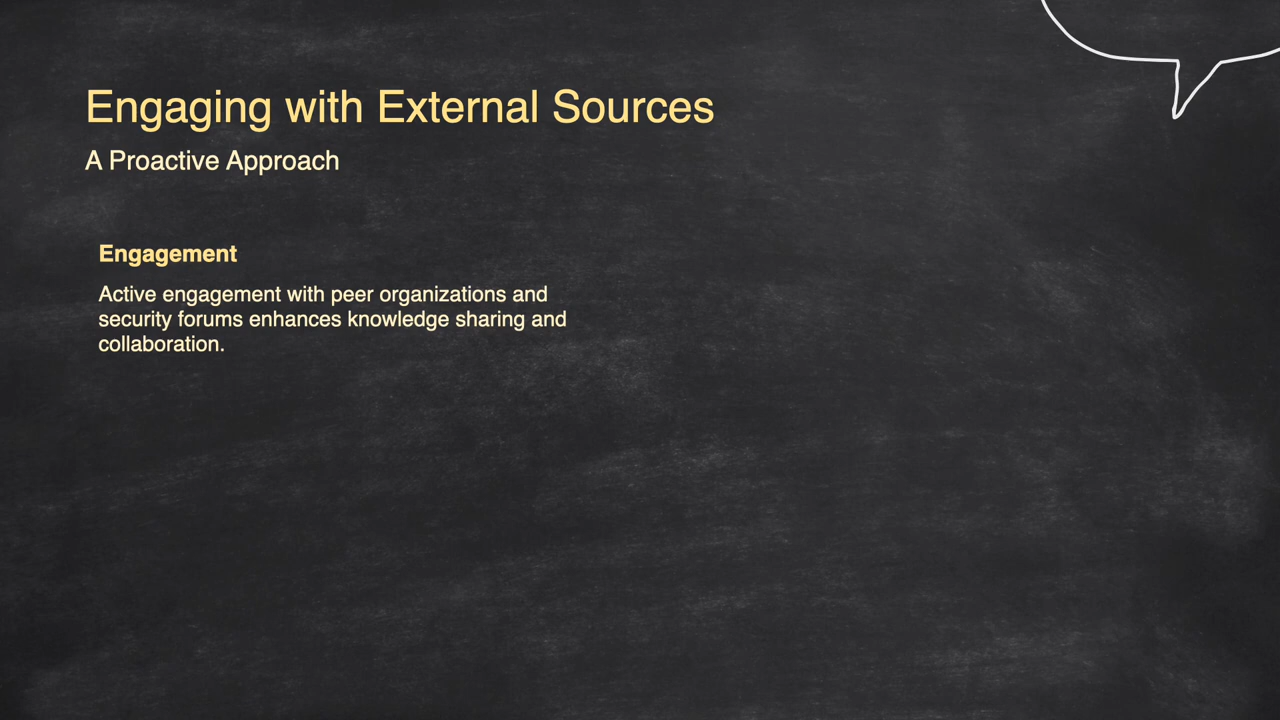 Engaging with External Sources
A Proactive Approach
Engagement
Active engagement with peer organizations and
security forums enhances knowledge sharing and
collaboration.